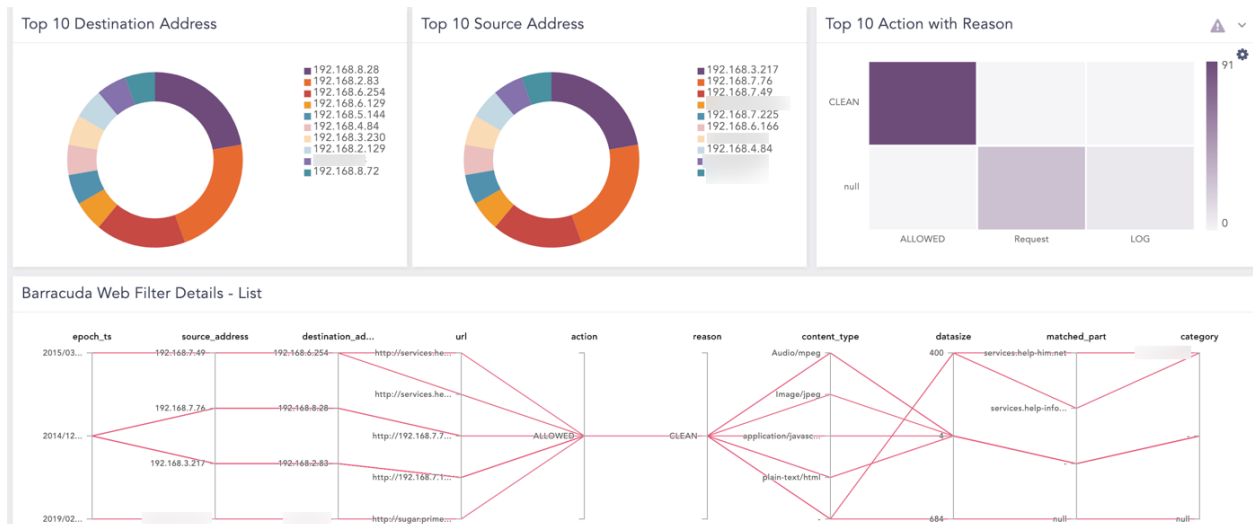 Top 10 Destination Address
192.168.8.28
192.168.2.83
192.168.6.254
192.168.6.129
192.168.5.144
192.168.4.84
192.168.3.230
192.168.2.129
192.168.8.72
Top 10 Source Address
192.168.3.217
192.168.7.76
192.168.7.49
192.168.7.225
192.168.6.166
192.168.4.84
Top 10 Action with Reason
91
CLEAN
null
0
ALLOWED Request LOG
Barracuda Web Filter Details - List
epoch_ts source_address destination_ad... url action reason content_type datasize matched_part category
2015/03... 192.168.7.49 192.168.6.254 http://services.he... Audio/mpeg 400 services.help-him.net
http://services.he... Image/jpeg
192.168.7.76 192.168.8.28 services.help-info...
2014/12... http://192.168.7.7... ALLOWED CLEAN application/javasc... 4 -
192.168.3.217 192.168.2.83 -
http://192.168.7.1... plain-text/html
2019/02... http://sugar.prime... - 684 null null